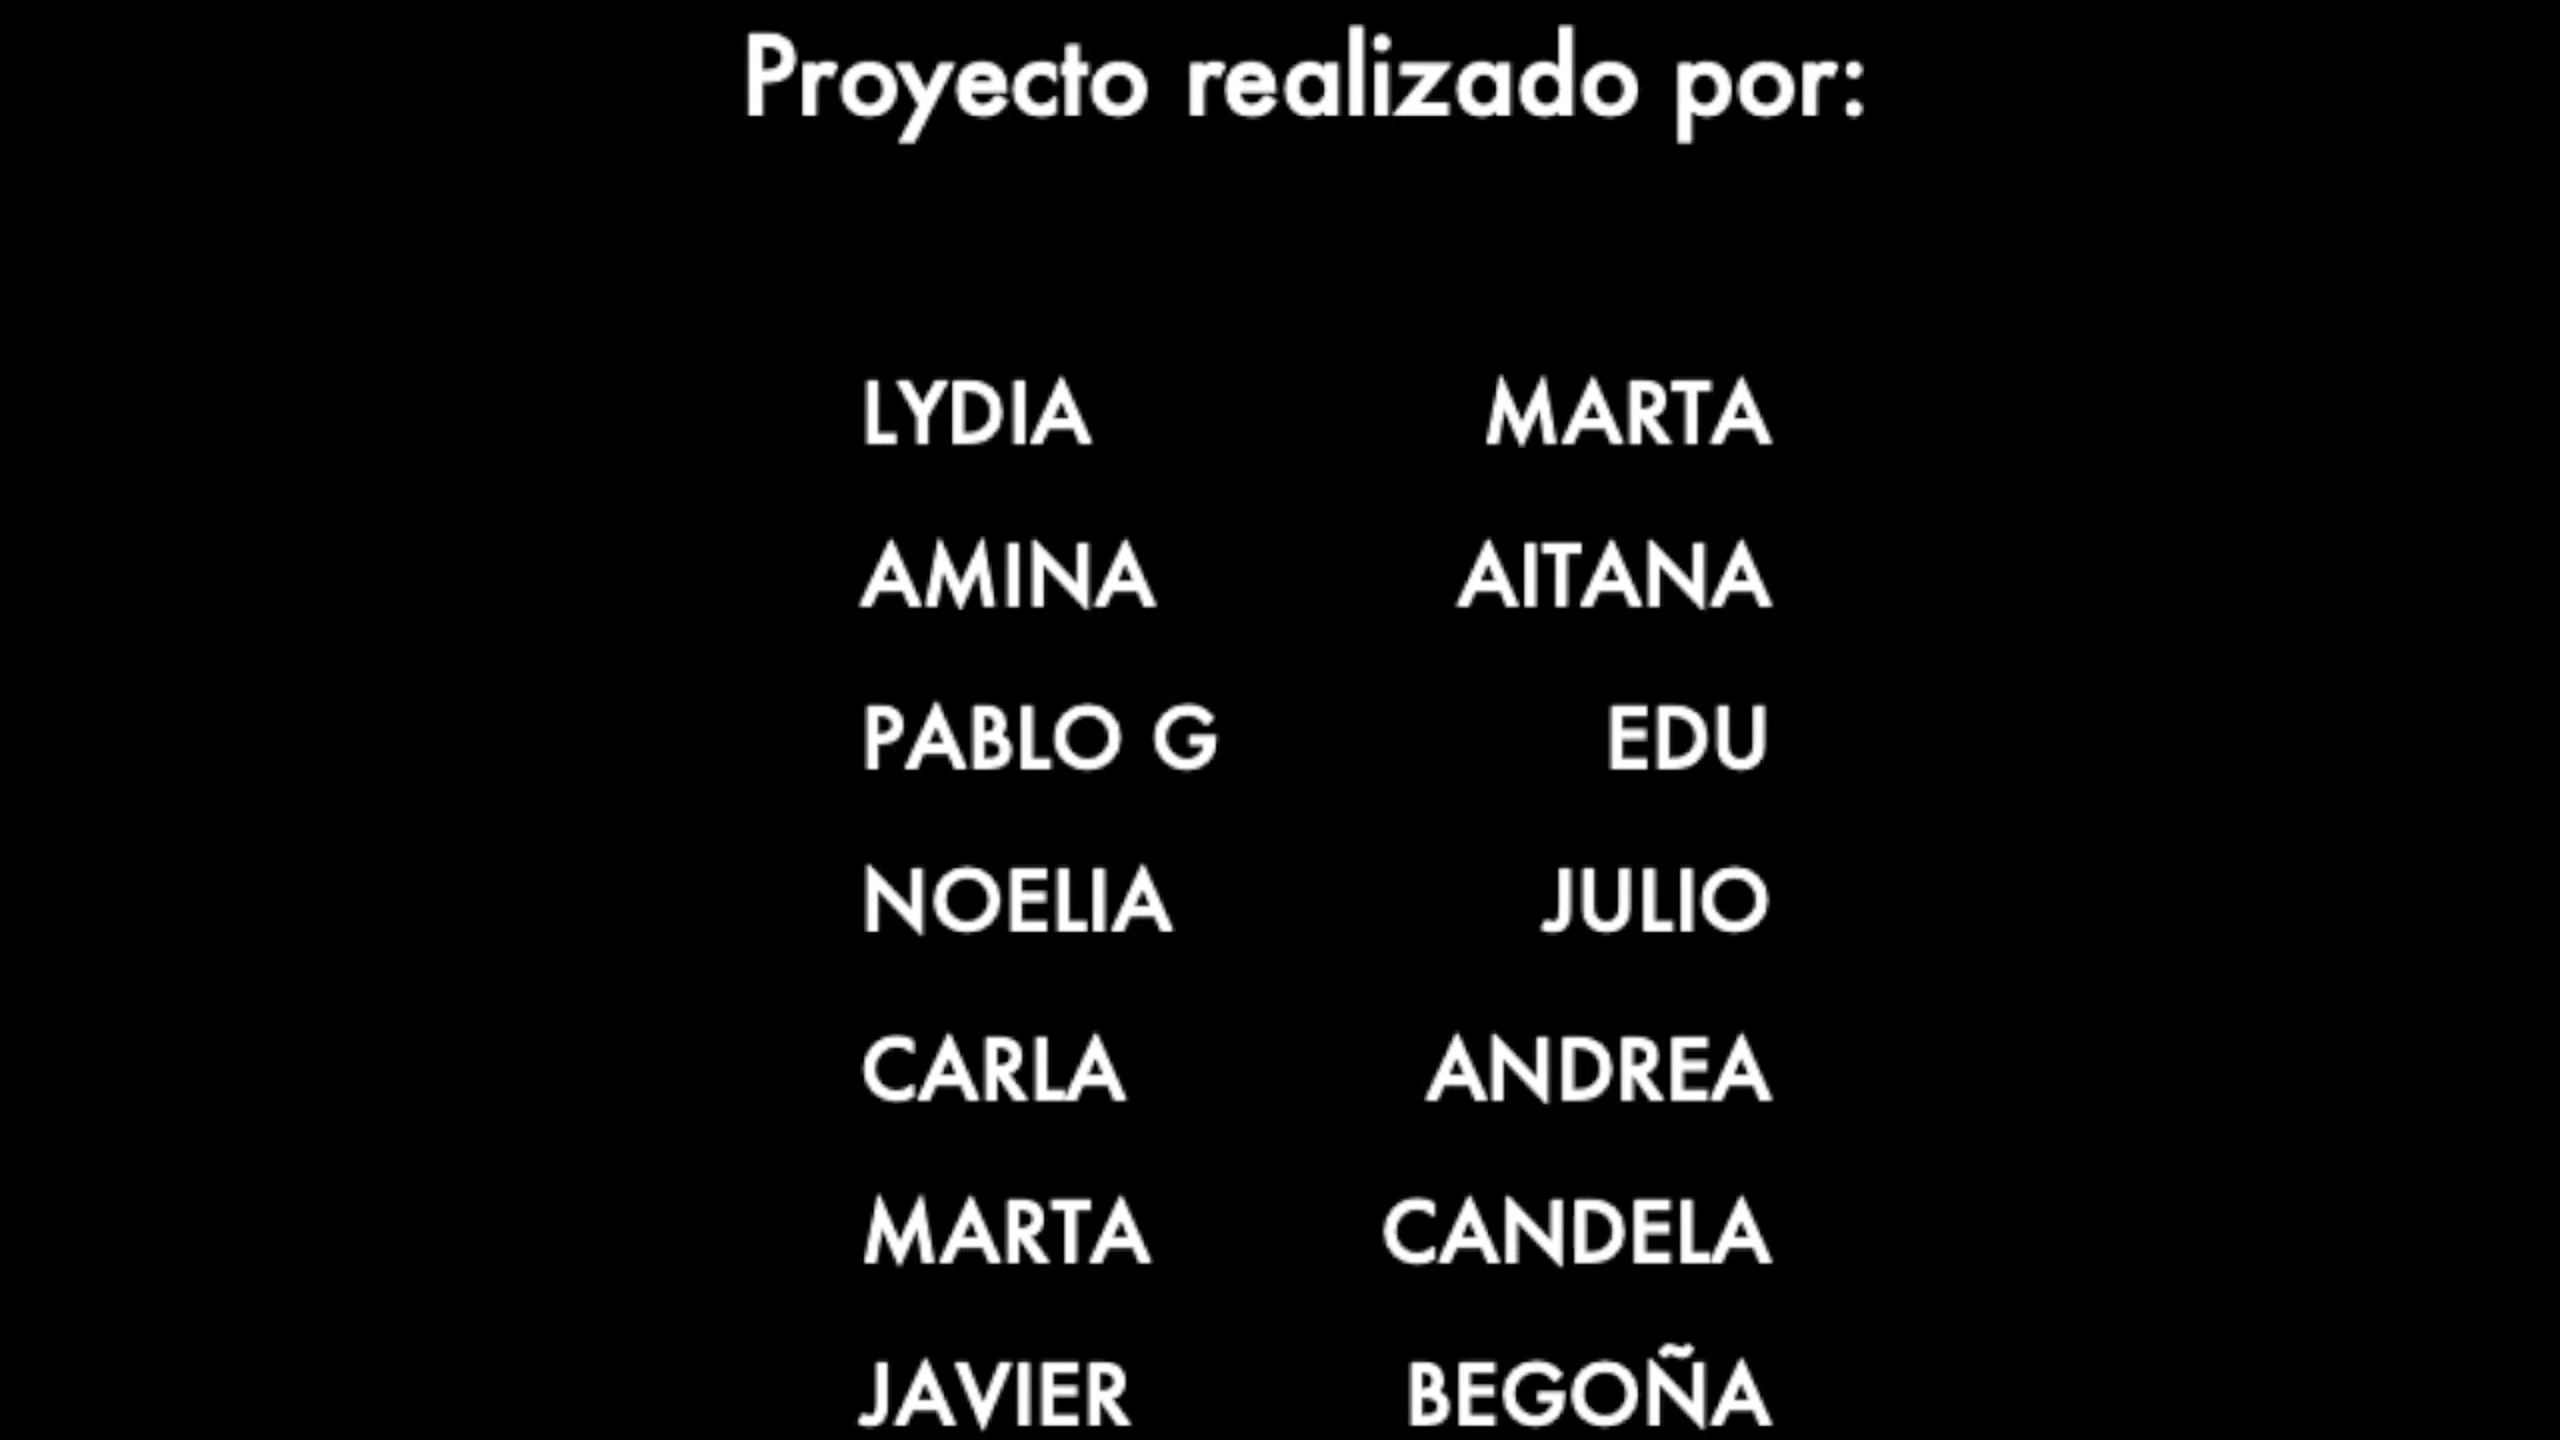 Proyecto realizado por:
LYDIA MARTA
AMINA AITANA
PABLO G EDU
NOELIA JULIO
CARLA ANDREA
MARTA CANDELA
JAVIER BEGOÑA